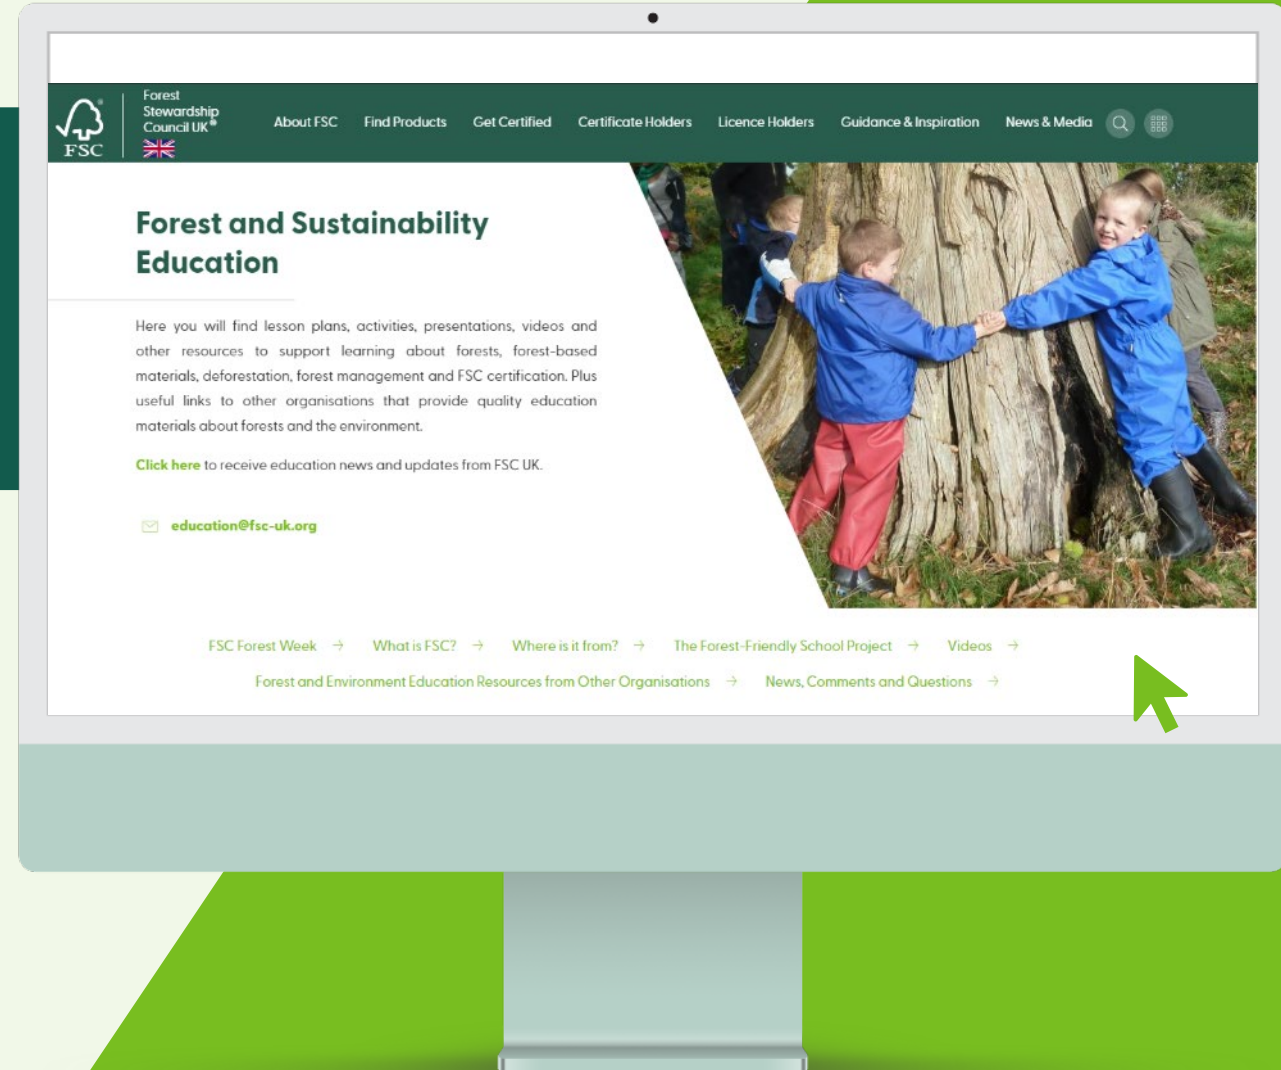 FSC
Forest
Stewardship
Council UK®
About FSC
Find Products
Get Certified
Certificate Holders
Licence Holders
Guidance & Inspiration
News & Media
Forest and Sustainability
Education
Here you will find lesson plans, activities, presentations, videos and
other resources to support learning about forests, forest-based
materials, deforestation, forest management and FSC certification. Plus
useful links to other organisations that provide quality education
materials about forests and the environment.
Click here to receive education news and updates from FSC UK.
education@fsc-uk.org
FSC Forest Week →
What is FSC? →
Where is it from? →
The Forest-Friendly School Project →
Videos →
Forest and Environment Education Resources from Other Organisations →
News, Comments and Questions →